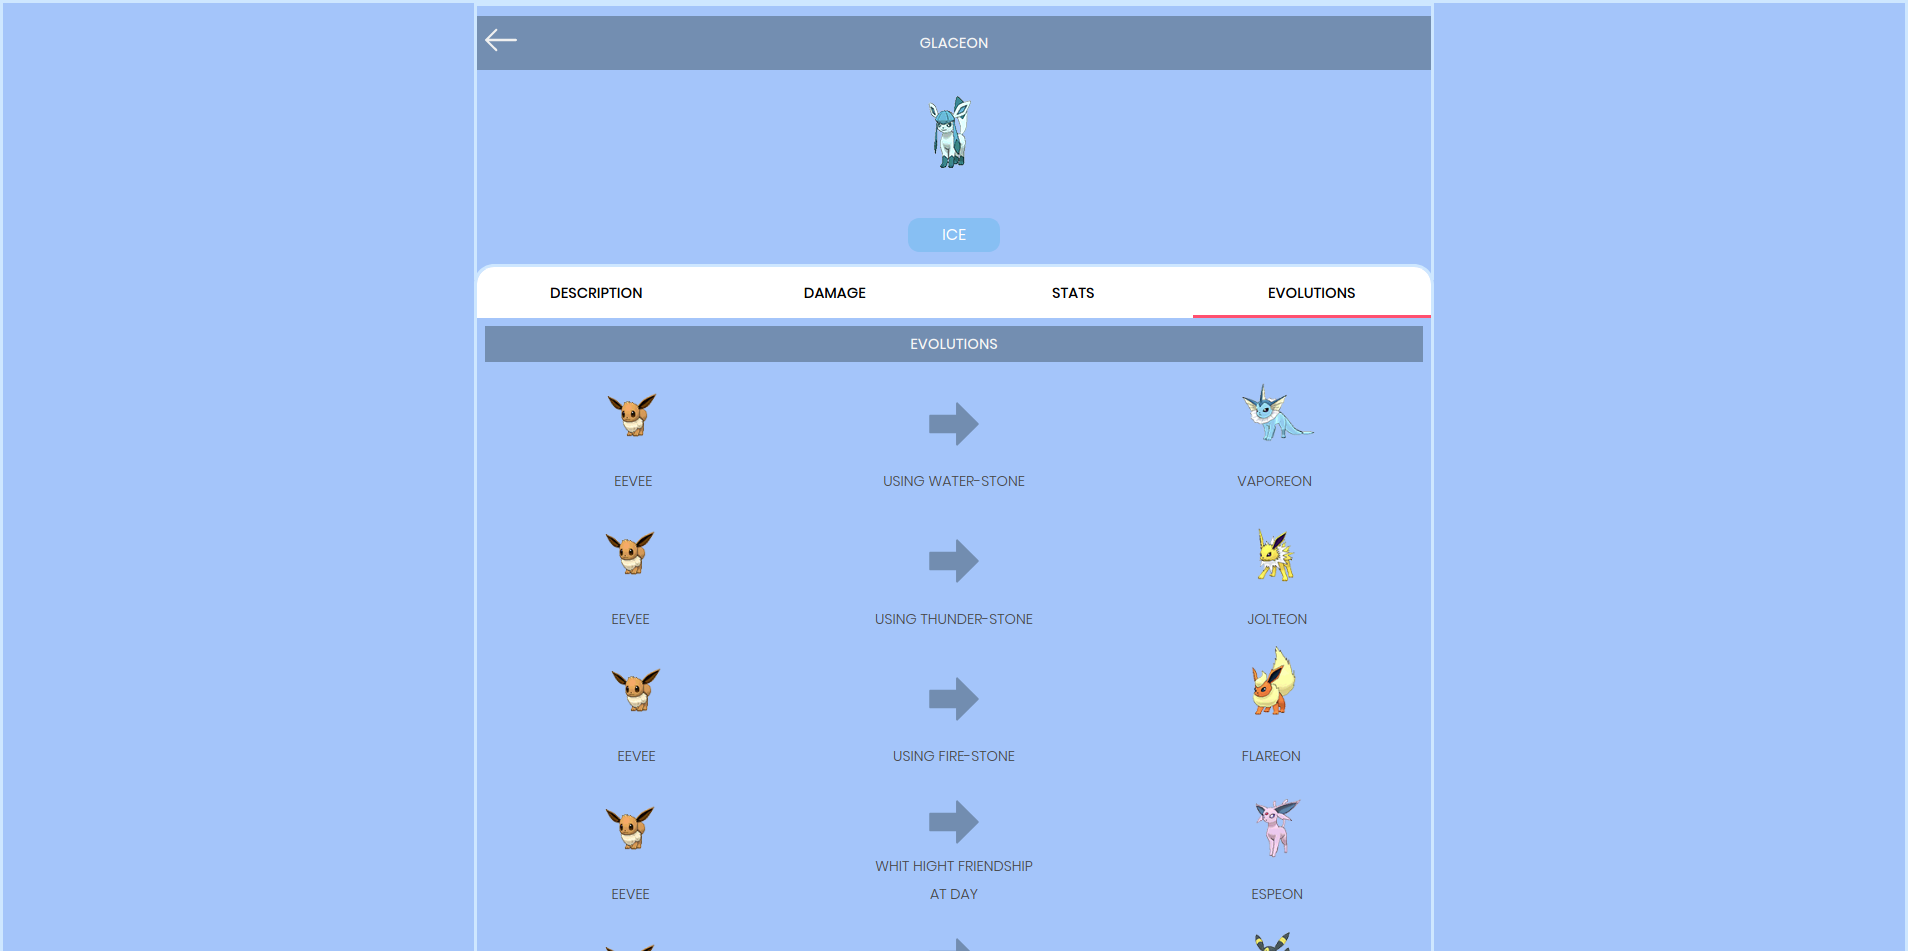 GLACEON
ICE
DESCRIPTION
DAMAGE
STATS
EVOLUTIONS
EVOLUTIONS
EEVEE
USING WATER-STONE
VAPOREON
EEVEE
USING THUNDER-STONE
JOLTEON
EEVEE
USING FIRE-STONE
FLAREON
EEVEE
WHIT HIGHT FRIENDSHIP
AT DAY
ESPEON